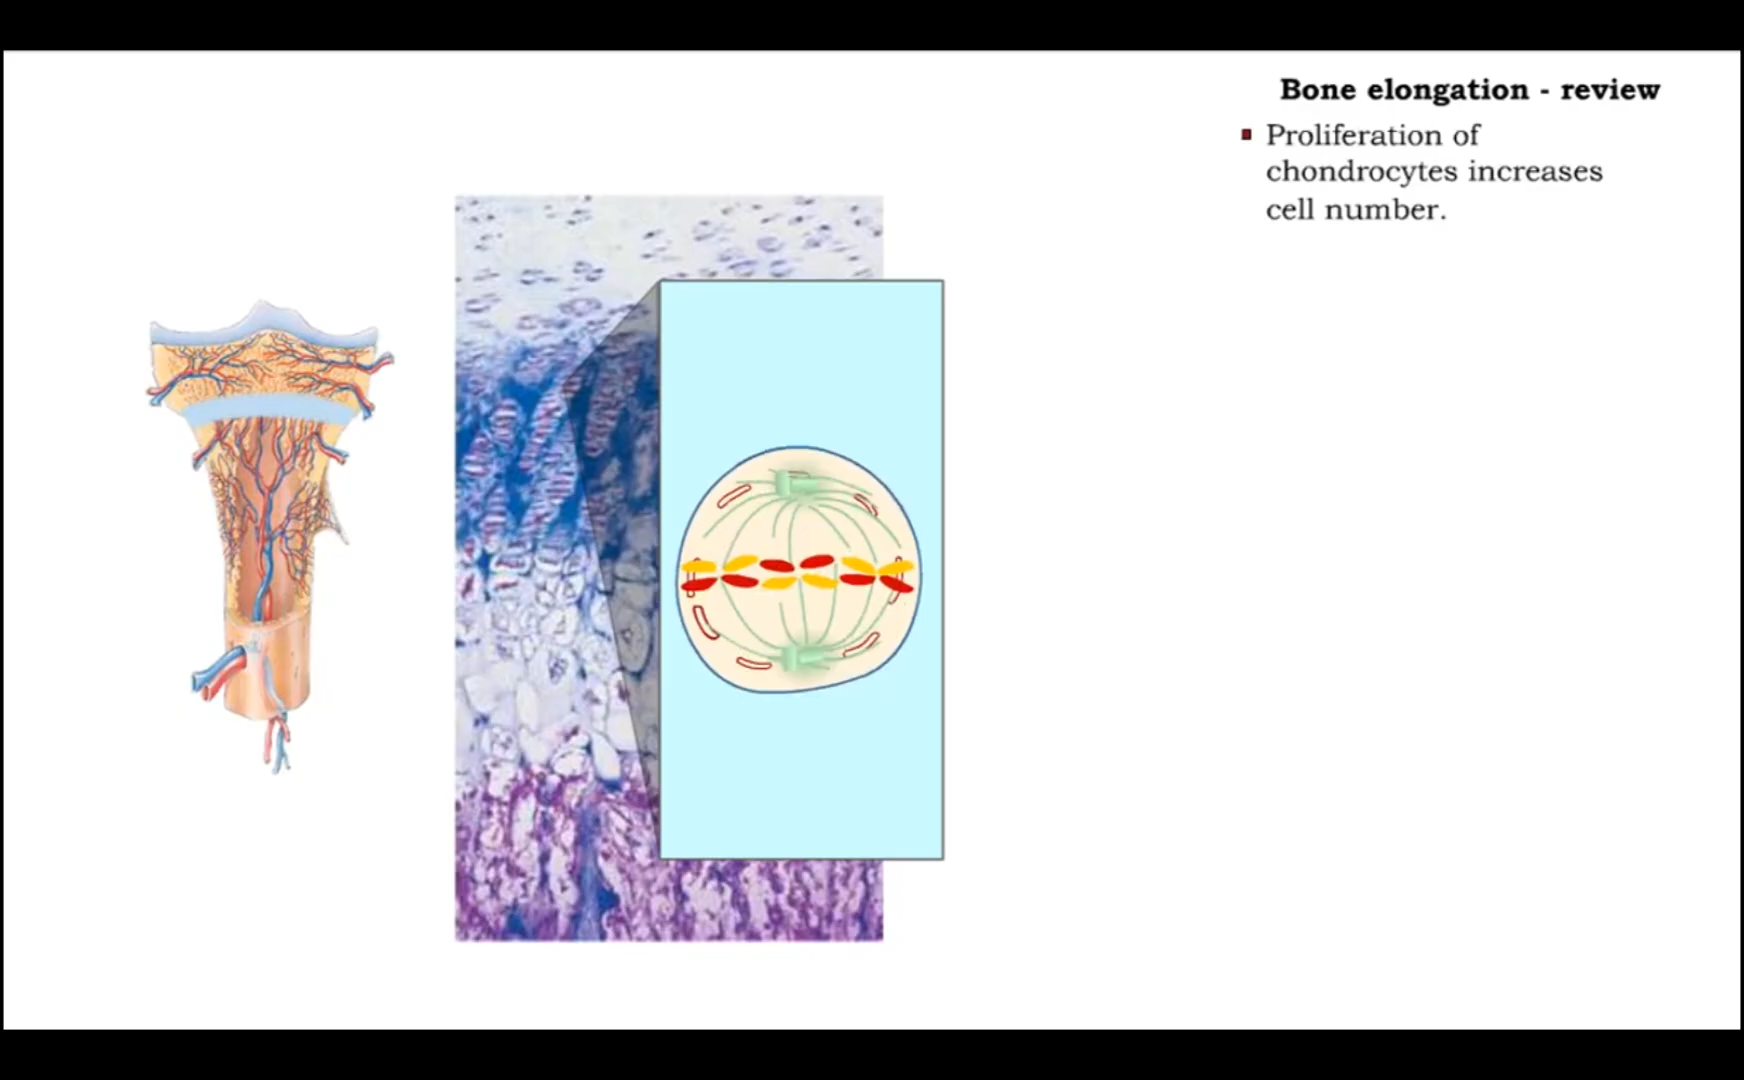 Bone elongation - review
Proliferation of
chondrocytes increases
cell number.